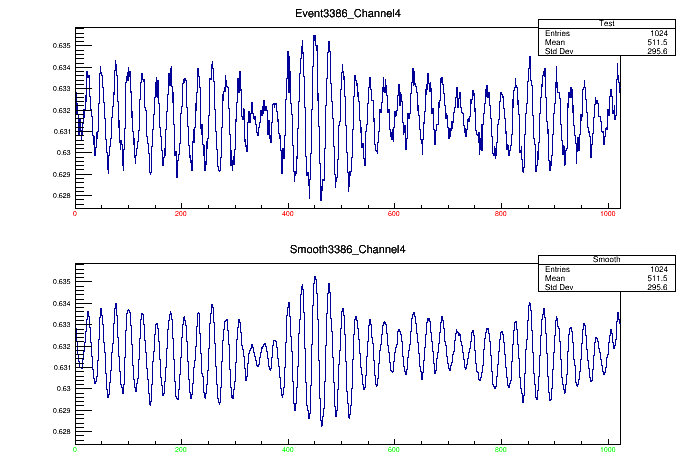 Event3386_Channel4
Test
Entries 1024
Mean 511.5
Std Dev 295.6
0.635
0.634
0.633
0.632
0.631
0.63
0.629
0.628
0 200 400 600 800 1000
Smooth3386_Channel4
Smooth
Entries 1024
Mean 511.5
Std Dev 295.6
0.635
0.634
0.633
0.632
0.631
0.63
0.629
0.628
0 200 400 600 800 1000